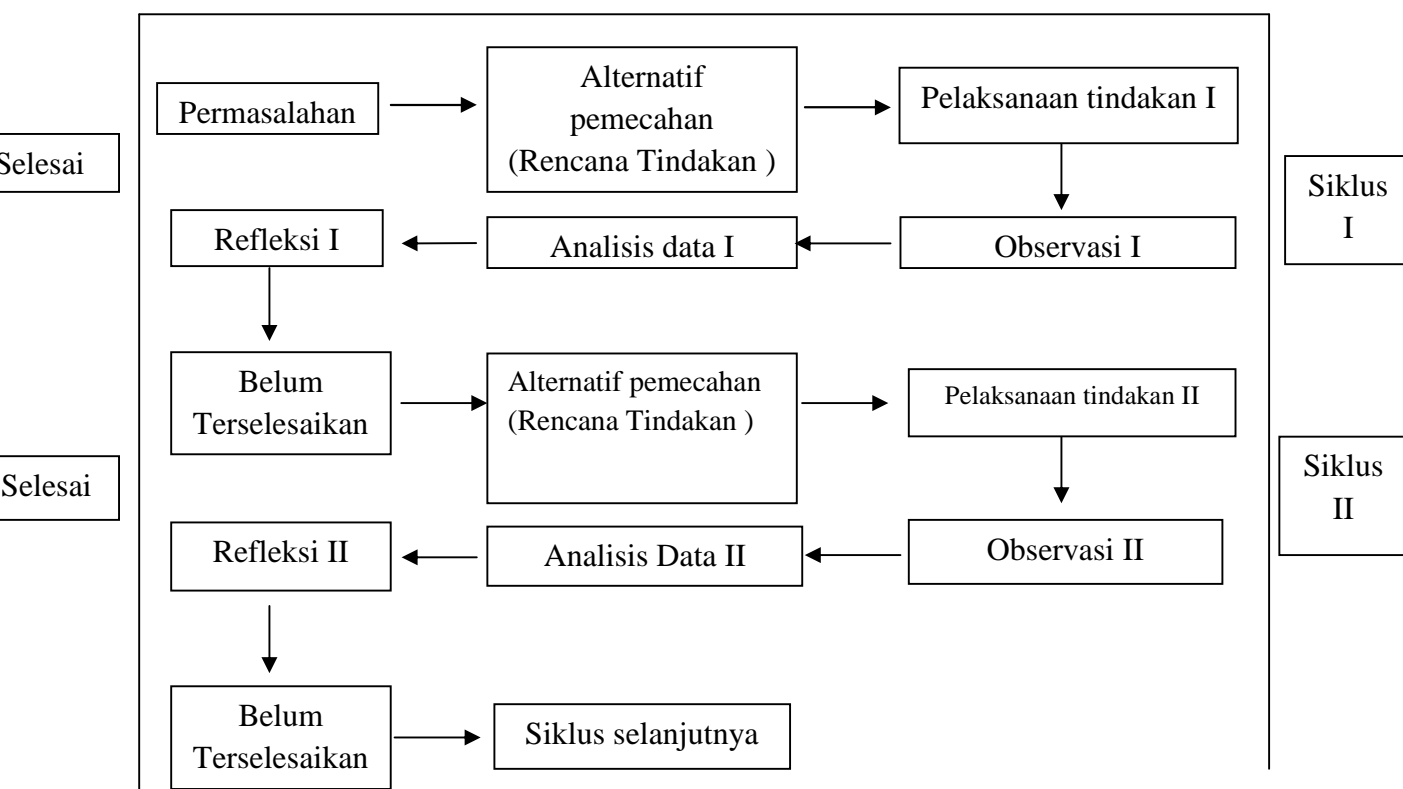 Permasalahan
Alternatif
pemecahan
(Rencana Tindakan )
Pelaksanaan tindakan I
Selesai
Siklus
I
Refleksi I
Analisis data I
Observasi I
Belum
Terselesaikan
Alternatif pemecahan
(Rencana Tindakan )
Pelaksanaan tindakan II
Selesai
Siklus
II
Refleksi II
Analisis Data II
Observasi II
Belum
Terselesaikan
Siklus selanjutnya